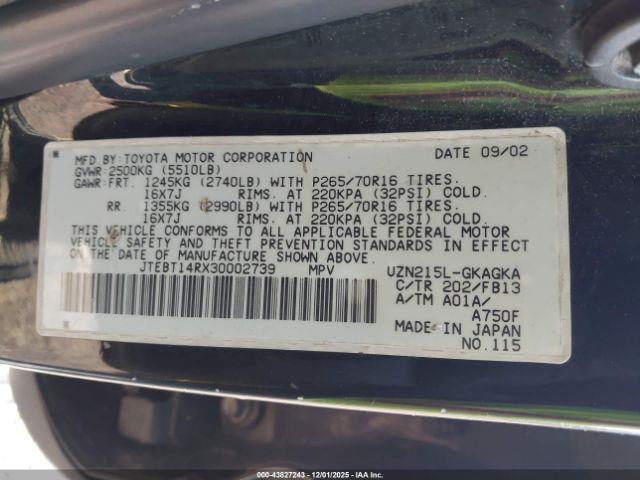 MFD.BY:TOYOTA MOTOR CORPORATION DATE 09/02
GVWR:2500KG (5510LB)
GAWR:FRT. 1245KG (2740LB) WITH P265/70R16 TIRES.
16X7J RIMS. AT 220KPA (32PSI) COLD.
RR. 1355KG (2990LB) WITH P265/70R16 TIRES.
16X7J RIMS. AT 220KPA (32PSI) COLD.
THIS VEHICLE CONFORMS TO ALL APPLICABLE FEDERAL MOTOR
VEHICLE SAFETY AND THEFT PREVENTION STANDARDS IN EFFECT
ON THE DATE OF MANUFACTURE SHOWN ABOVE.
JTEBT14RX30002739 MPV UZN215L-GKAGKA
C/TR 202/FB13
A/TM A01A/
A750F
MADE IN JAPAN
NO.115
000-43827243 - 12/01/2025 - COPYRIGHT © IAA, LLC.